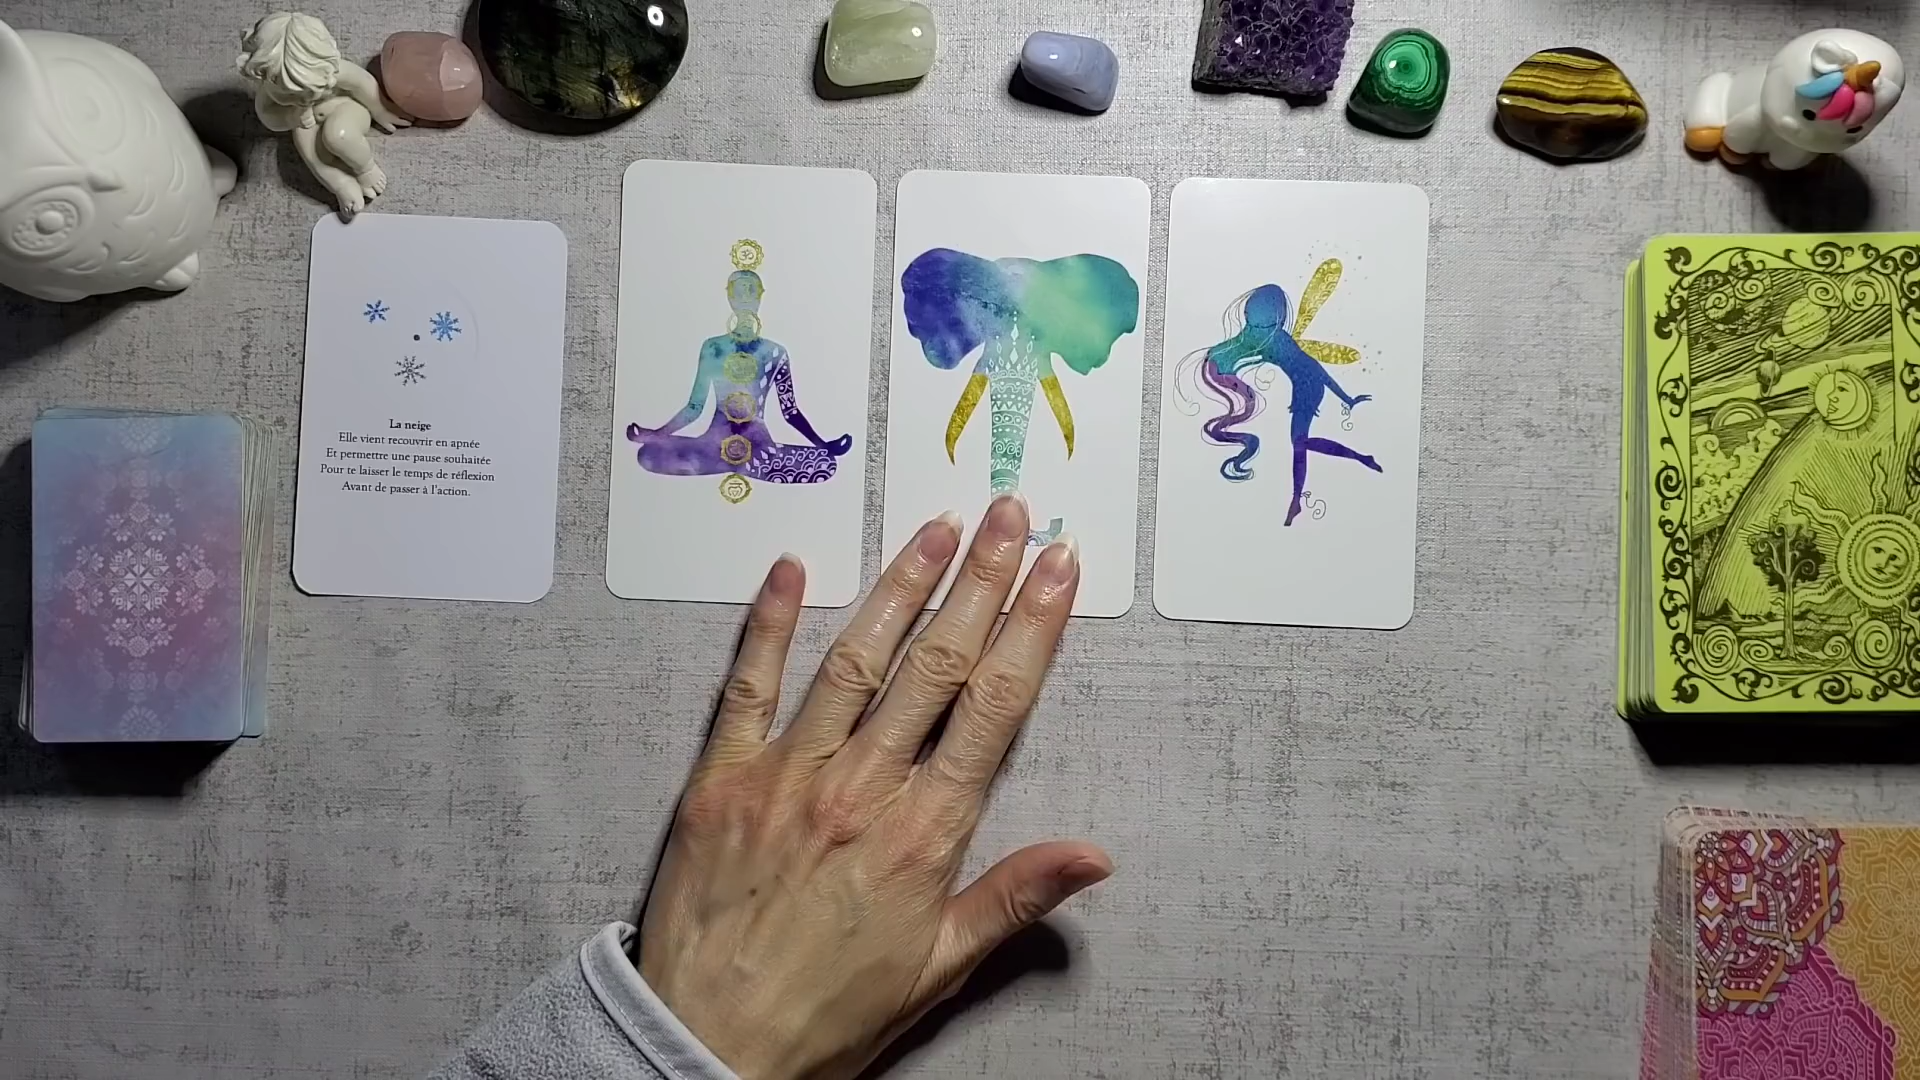 La neige
Elle vient recouvrir en apnée
Et permettre une pause souhaitée
Pour te laisser le temps de réflexion
Avant de passer à l'action.